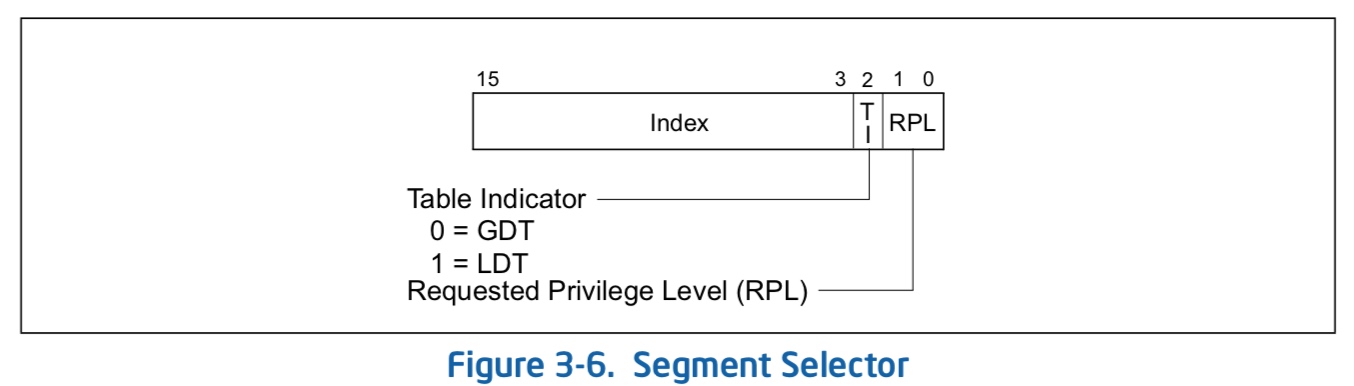 15 3 2 1 0
Index TI RPL
Table Indicator
0 = GDT
1 = LDT
Requested Privilege Level (RPL)
Figure 3-6. Segment Selector